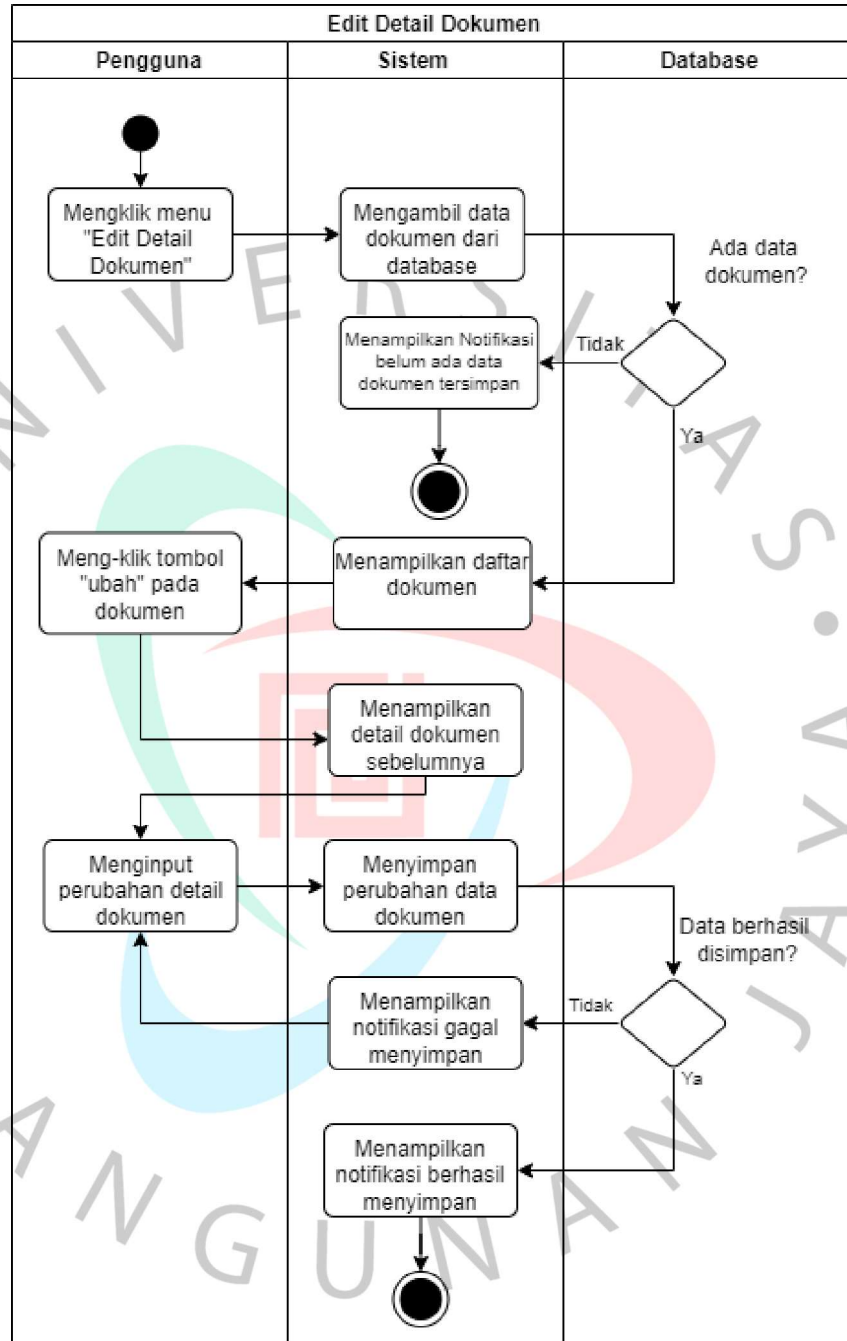 Edit Detail Dokumen
Pengguna
Sistem
Database
Mengklik menu
"Edit Detail
Dokumen"
Mengambil data
dokumen dari
database
Ada data
dokumen?
Menampilkan Notifikasi
belum ada data
dokumen tersimpan
Tidak
Ya
Meng-klik tombol
"ubah" pada
dokumen
Menampilkan daftar
dokumen
Menampilkan
detail dokumen
sebelumnya
Menginput
perubahan detail
dokumen
Menyimpan
perubahan data
dokumen
Data berhasil
disimpan?
Menampilkan
notifikasi gagal
menyimpan
Tidak
Ya
Menampilkan
notifikasi berhasil
menyimpan
NIVERSITAS • 
ANGUNAN JAYA